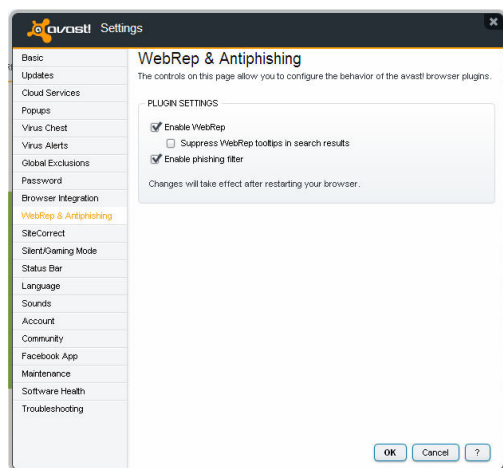 avast! Settings
Basic
Updates
Cloud Services
Popups
Virus Chest
Virus Alerts
Global Exclusions
Password
Browser Integration
WebRep & Antiphishing
SiteCorrect
Silent/Gaming Mode
Status Bar
Language
Sounds
Account
Community
Facebook App
Maintenance
Software Health
Troubleshooting
WebRep & Antiphishing
The controls on this page allow you to configure the behavior of the avast! browser plugins.
PLUGIN SETTINGS
Enable WebRep
Suppress WebRep tooltips in search results
Enable phishing filter
Changes will take effect after restarting your browser.
OK Cancel ?